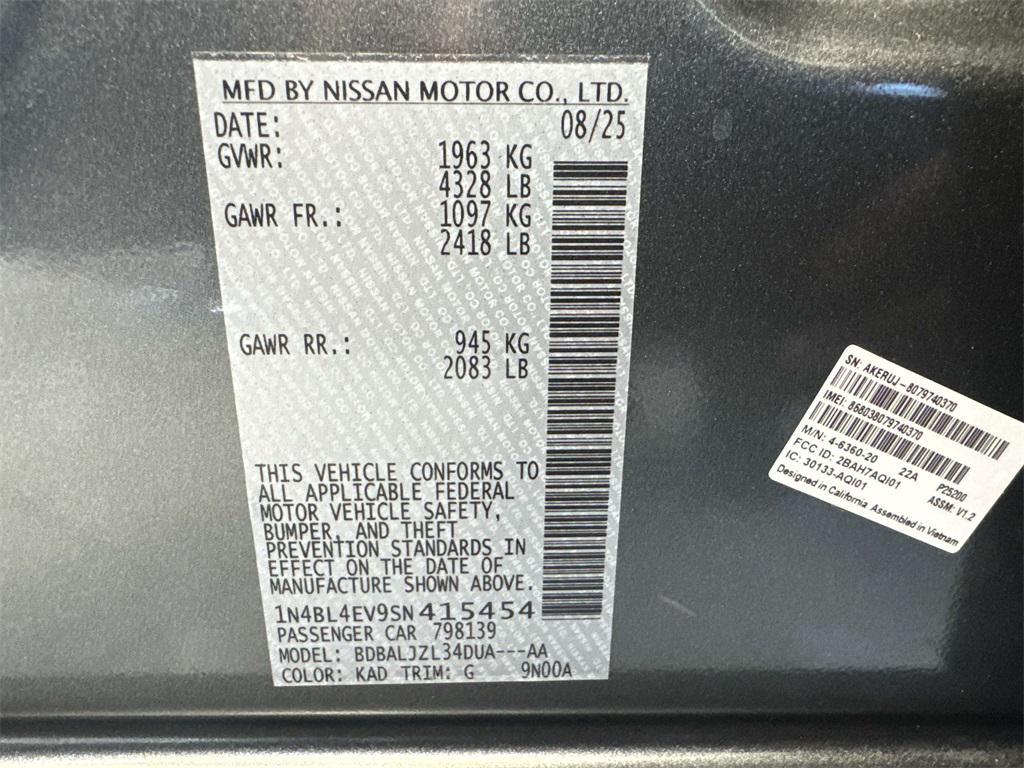 MFD BY NISSAN MOTOR CO., LTD.
DATE: 08/25
GVWR: 1963 KG
4328 LB
GAWR FR.: 1097 KG
2418 LB
GAWR RR.: 945 KG
2083 LB
THIS VEHICLE CONFORMS TO
ALL APPLICABLE FEDERAL
MOTOR VEHICLE SAFETY,
BUMPER, AND THEFT
PREVENTION STANDARDS IN
EFFECT ON THE DATE OF
MANUFACTURE SHOWN ABOVE.
1N4BL4EV9SN415454
PASSENGER CAR 798139
MODEL: BDBALJZL34DUA---AA
COLOR: KAD TRIM: G 9N00A
SN: AKERUJ-8079740370
IMEI: 868038079740370
M/N: 4-6360-20 22A P25200
FCC ID: 2BAH7AQI01 ASSM: V1.2
IC: 30133-AQI01
Designed in California Assembled in Vietnam